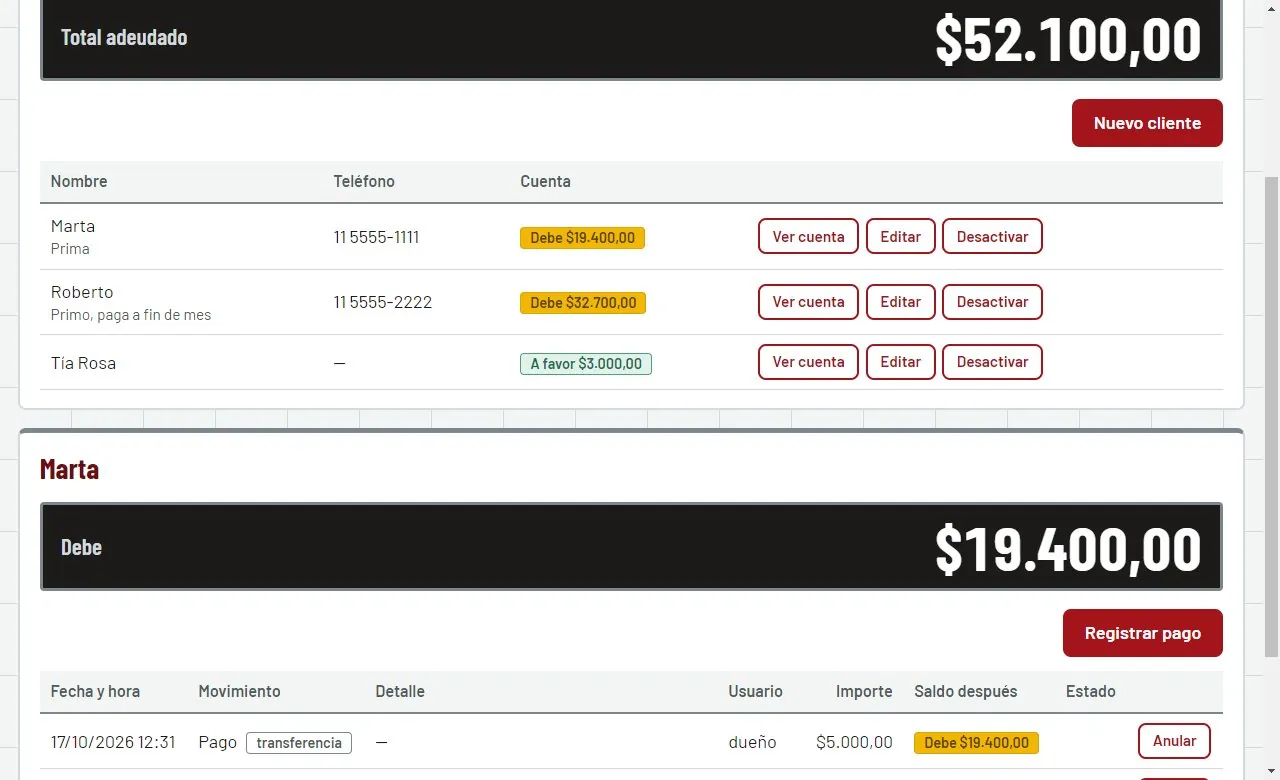 Total adeudado $52.100,00
Nuevo cliente
Nombre Teléfono Cuenta
Marta
Prima
11 5555-1111 Debe $19.400,00 Ver cuenta Editar Desactivar
Roberto
Primo, paga a fin de mes
11 5555-2222 Debe $32.700,00 Ver cuenta Editar Desactivar
Tía Rosa — A favor $3.000,00 Ver cuenta Editar Desactivar
Marta
Debe $19.400,00
Registrar pago
Fecha y hora Movimiento Detalle Usuario Importe Saldo después Estado
17/10/2026 12:31 Pago transferencia — dueño $5.000,00 Debe $19.400,00 Anular